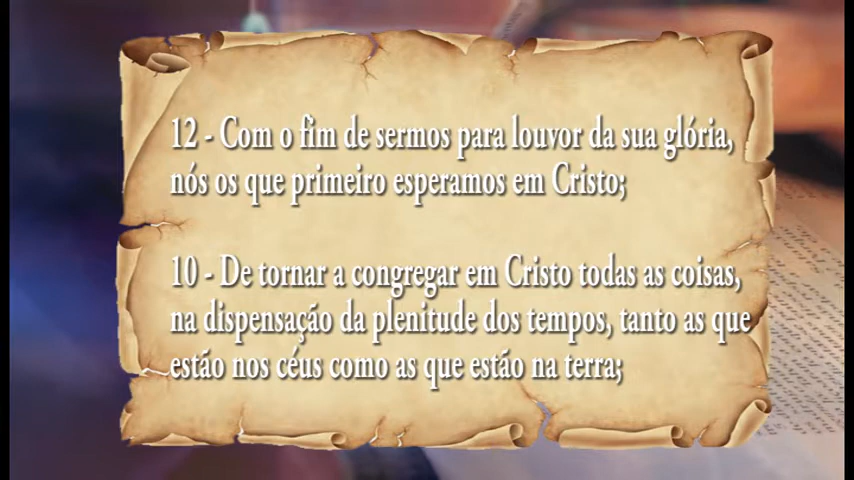 12 - Com o fim de sermos para louvor da sua glória,
nós os que primeiro esperamos em Cristo;
10 - De tornar a congregar em Cristo todas as coisas,
na dispensação da plenitude dos tempos, tanto as que
estão nos céus como as que estão na terra;